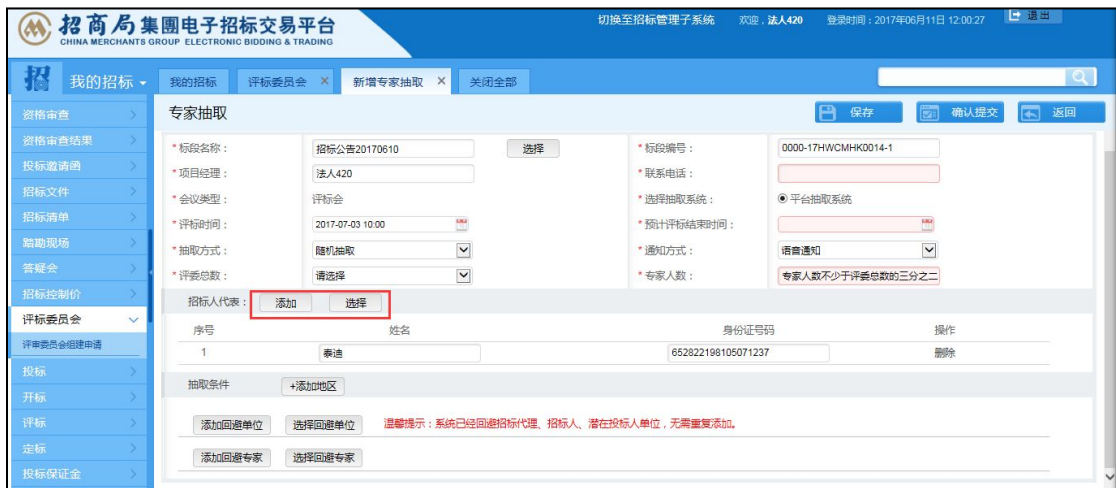 招商局集團电子招标交易平台
CHINA MERCHANTS GROUP ELECTRONIC BIDDING & TRADING
切换至招标管理子系统 欢迎，法人420 登录时间：2017年06月11日 12:00:27 退出
招 我的招标
我的招标 评标委员会 × 新增专家抽取 × 关闭全部
资格审查
资格审查结果
投标邀请函
招标文件
招标清单
踏勘现场
答疑会
招标控制价
评标委员会
评审委员会组建申请
投标
开标
评标
定标
投标保证金
专家抽取 保存 确认提交 返回
*标段名称： 招标公告20170610 选择 *标段编号： 0000-17HWCMHK0014-1
*项目经理： 法人420 *联系电话：
*会议类型： 评标会 *选择抽取系统： 平台抽取系统
*评标时间： 2017-07-03 10:00 *预计评标结束时间：
*抽取方式： 随机抽取 *通知方式： 语音通知
*评委总数： 请选择 *专家人数： 专家人数不少于评委总数的三分之二
招标人代表： 添加 选择
序号 姓名 身份证号码 操作
1 泰迪 652822198105071237 删除
抽取条件 +添加地区
添加回避单位 选择回避单位 温馨提示：系统已经回避招标代理、招标人、潜在投标人单位，无需重复添加。
添加回避专家 选择回避专家